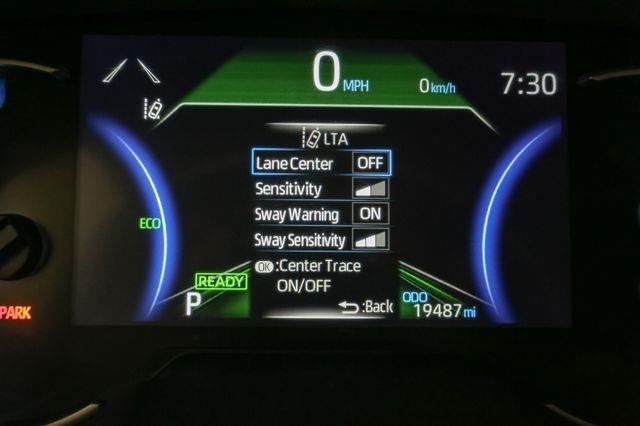 0 MPH 0 km/h 7:30
LTA
Lane Center OFF
Sensitivity
Sway Warning ON
ECO
Sway Sensitivity
OK :Center Trace
ON/OFF
READY
P
:Back
ODO
19487 mi
PARK